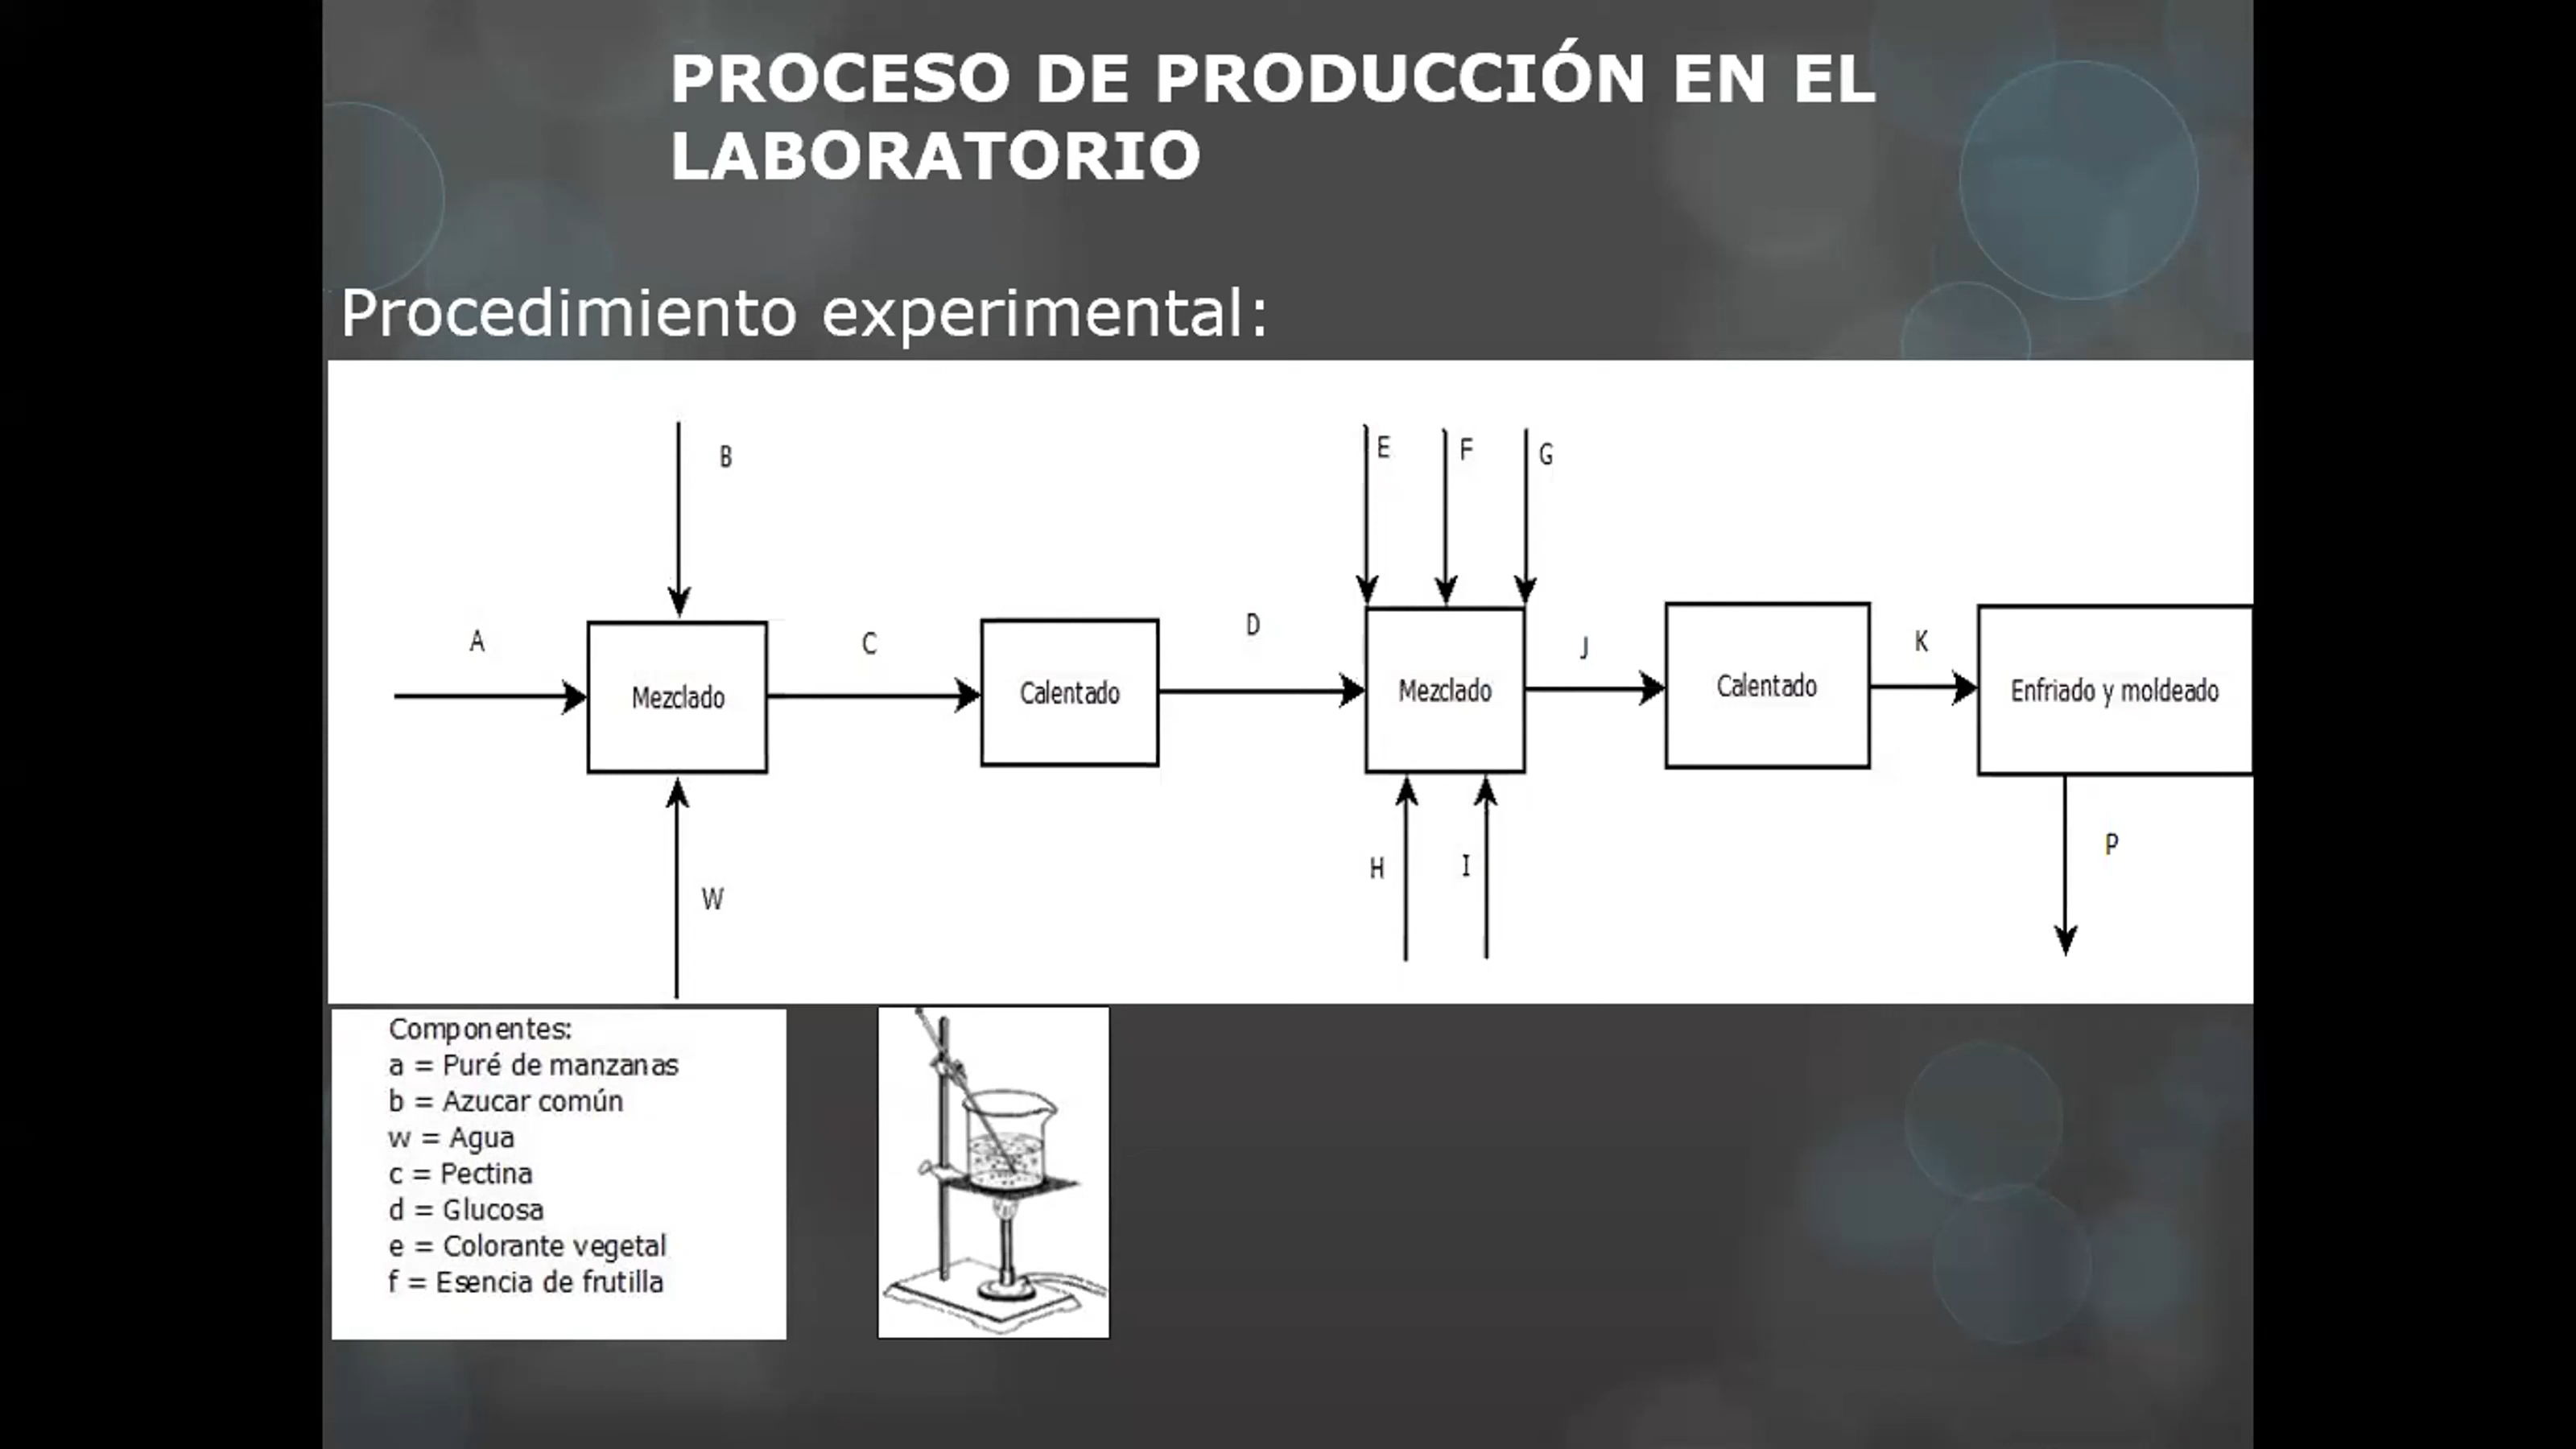 PROCESO DE PRODUCCIÓN EN EL
LABORATORIO
Procedimiento experimental:
B
E
F
G
A
C
D
J
K
Mezclado
Calentado
Mezclado
Calentado
Enfriado y moldeado
W
H
I
P
Componentes:
a = Puré de manzanas
b = Azucar común
w = Agua
c = Pectina
d = Glucosa
e = Colorante vegetal
f = Esencia de frutilla